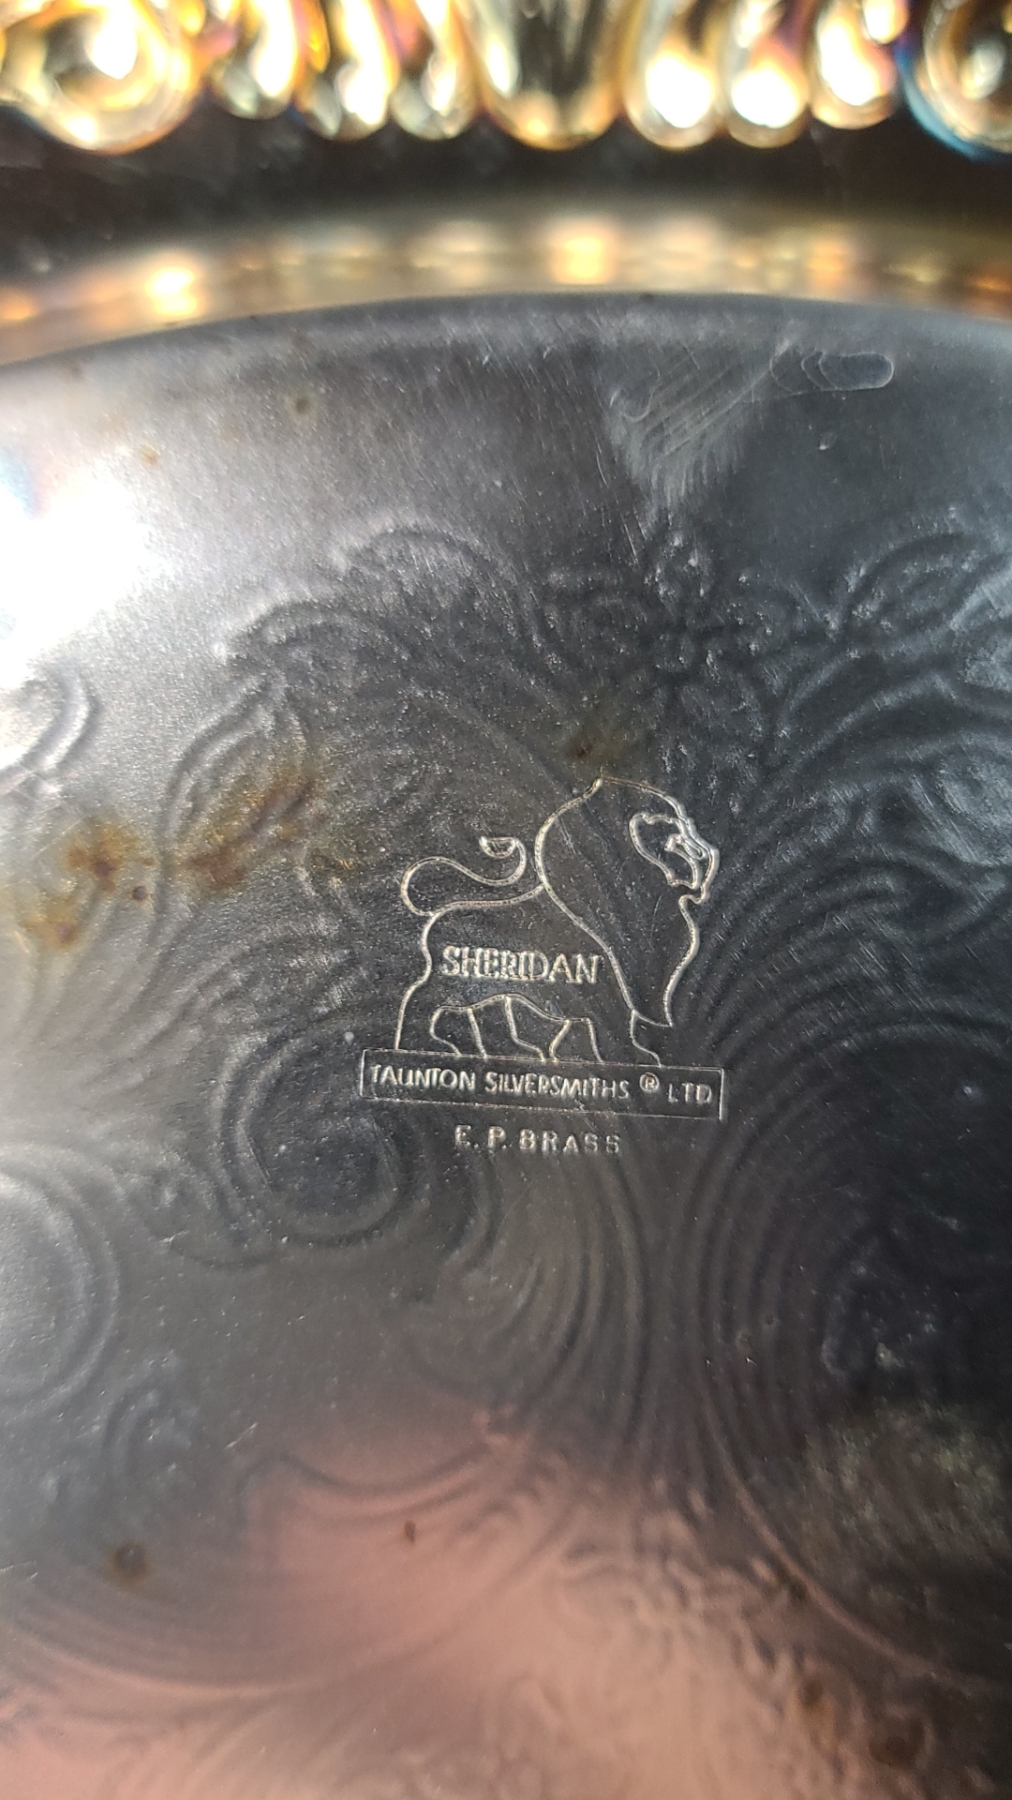 SHERIDAN
TAUNTON SILVERSMITHS ® LTD
E.P. BRASS